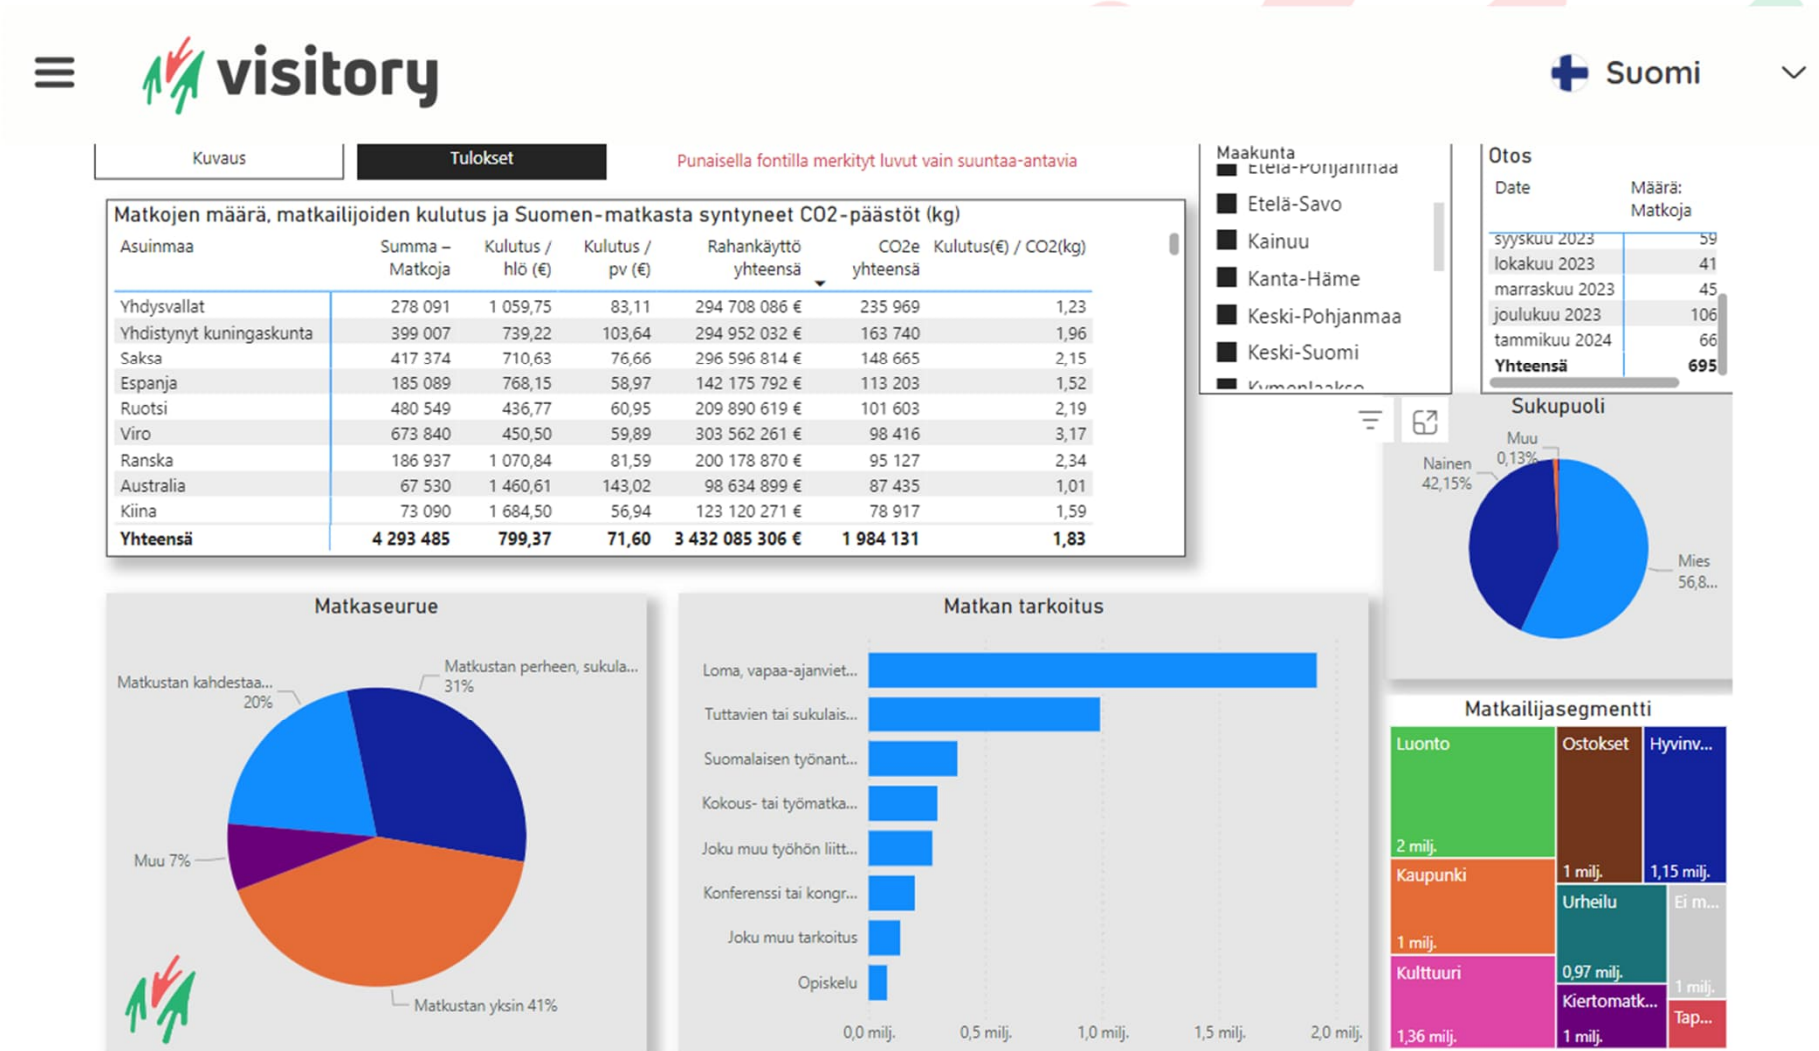 visitory
Suomi
Kuvaus
Tulokset
Punaisella fontilla merkityt luvut vain suuntaa-antavia
Matkojen määrä, matkailijoiden kulutus ja Suomen-matkasta syntyneet CO2-päästöt (kg)
Asuinmaa Summa – Matkoja Kulutus / hlö (€) Kulutus / pv (€) Rahankäyttö yhteensä CO2e yhteensä Kulutus(€) / CO2(kg)
Yhdysvallat 278 091 1 059,75 83,11 294 708 086 € 235 969 1,23
Yhdistynyt kuningaskunta 399 007 739,22 103,64 294 952 032 € 163 740 1,96
Saksa 417 374 710,63 76,66 296 596 814 € 148 665 2,15
Espanja 185 089 768,15 58,97 142 175 792 € 113 203 1,52
Ruotsi 480 549 436,77 60,95 209 890 619 € 101 603 2,19
Viro 673 840 450,50 59,89 303 562 261 € 98 416 3,17
Ranska 186 937 1 070,84 81,59 200 178 870 € 95 127 2,34
Australia 67 530 1 460,61 143,02 98 634 899 € 87 435 1,01
Kiina 73 090 1 684,50 56,94 123 120 271 € 78 917 1,59
Yhteensä 4 293 485 799,37 71,60 3 432 085 306 € 1 984 131 1,83
Maakunta
Etelä-Pohjanmaa
Etelä-Savo
Kainuu
Kanta-Häme
Keski-Pohjanmaa
Keski-Suomi
Kymenlaakso
Otos
Date Määrä: Matkoja
syyskuu 2023 59
lokakuu 2023 41
marraskuu 2023 45
joulukuu 2023 106
tammikuu 2024 66
Yhteensä 695
Sukupuoli
Muu
0,13%
Nainen
42,15%
Mies
56,8...
Matkaseurue
Matkustan perheen, sukula...
31%
Matkustan kahdestaa...
20%
Muu 7%
Matkustan yksin 41%
Matkan tarkoitus
Loma, vapaa-ajanviet...
Tuttavien tai sukulais...
Suomalaisen työnant...
Kokous- tai työmatka...
Joku muu työhön liitt...
Konferenssi tai kongr...
Joku muu tarkoitus
Opiskelu
0,0 milj. 0,5 milj. 1,0 milj. 1,5 milj. 2,0 milj.
Matkailijasegmentti
Luonto
2 milj.
Kaupunki
1 milj.
Kulttuuri
1,36 milj.
Ostokset
1 milj.
Hyvinv...
1,15 milj.
Urheilu
0,97 milj.
Ei m...
1 milj.
Kiertomatk...
1 milj.
Tap...